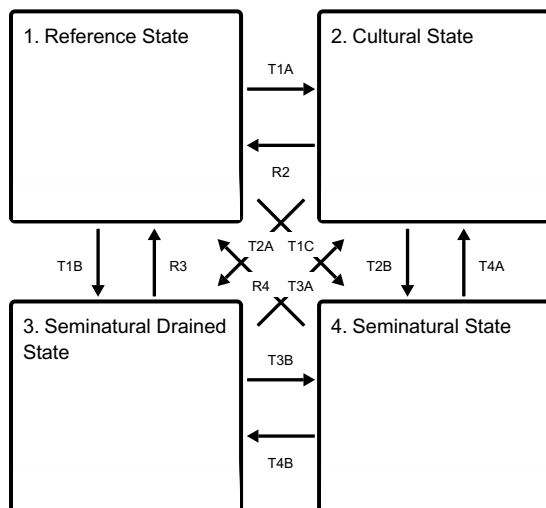 1. Reference State
2. Cultural State
T1A
R2
T2A
T1C
T1B
R3
T2B
T4A
R4
T3A
3. Seminatural Drained
State
4. Seminatural State
T3B
T4B